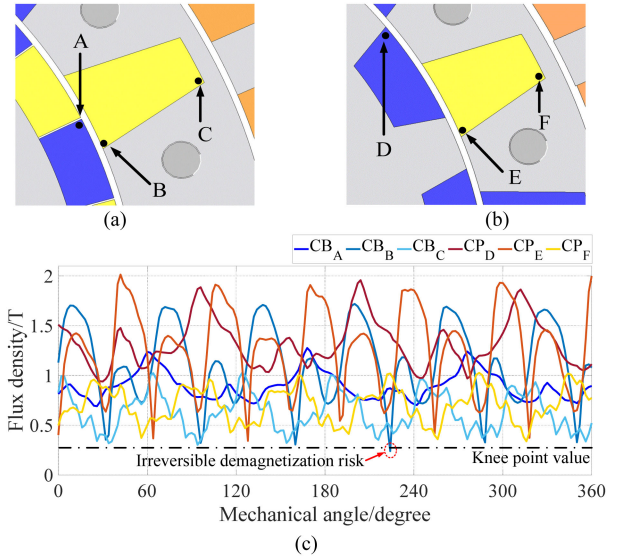 A
C
B
(a)
D
F
E
(b)
CB_A CB_B CB_C CP_D CP_E CP_F
Flux density/T
2
1.5
1
0.5
0
Irreversible demagnetization risk
Knee point value
0 60 120 180 240 300 360
Mechanical angle/degree
(c)